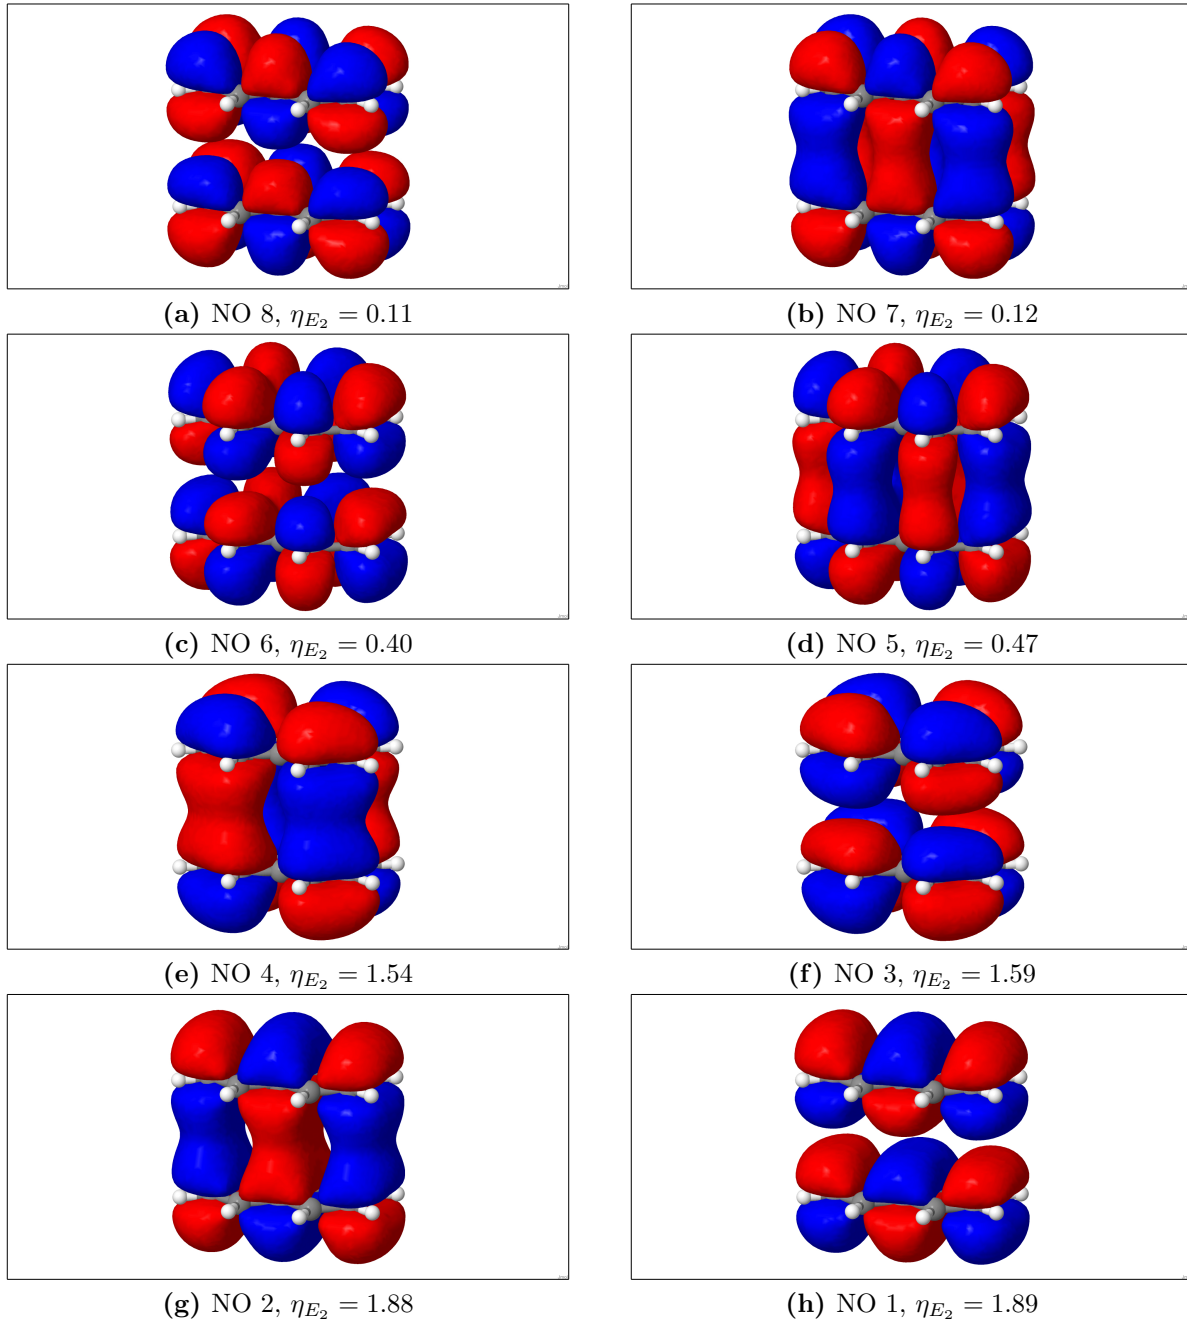 (a) NO 8, η_{E_2} = 0.11
(b) NO 7, η_{E_2} = 0.12
(c) NO 6, η_{E_2} = 0.40
(d) NO 5, η_{E_2} = 0.47
(e) NO 4, η_{E_2} = 1.54
(f) NO 3, η_{E_2} = 1.59
(g) NO 2, η_{E_2} = 1.88
(h) NO 1, η_{E_2} = 1.89